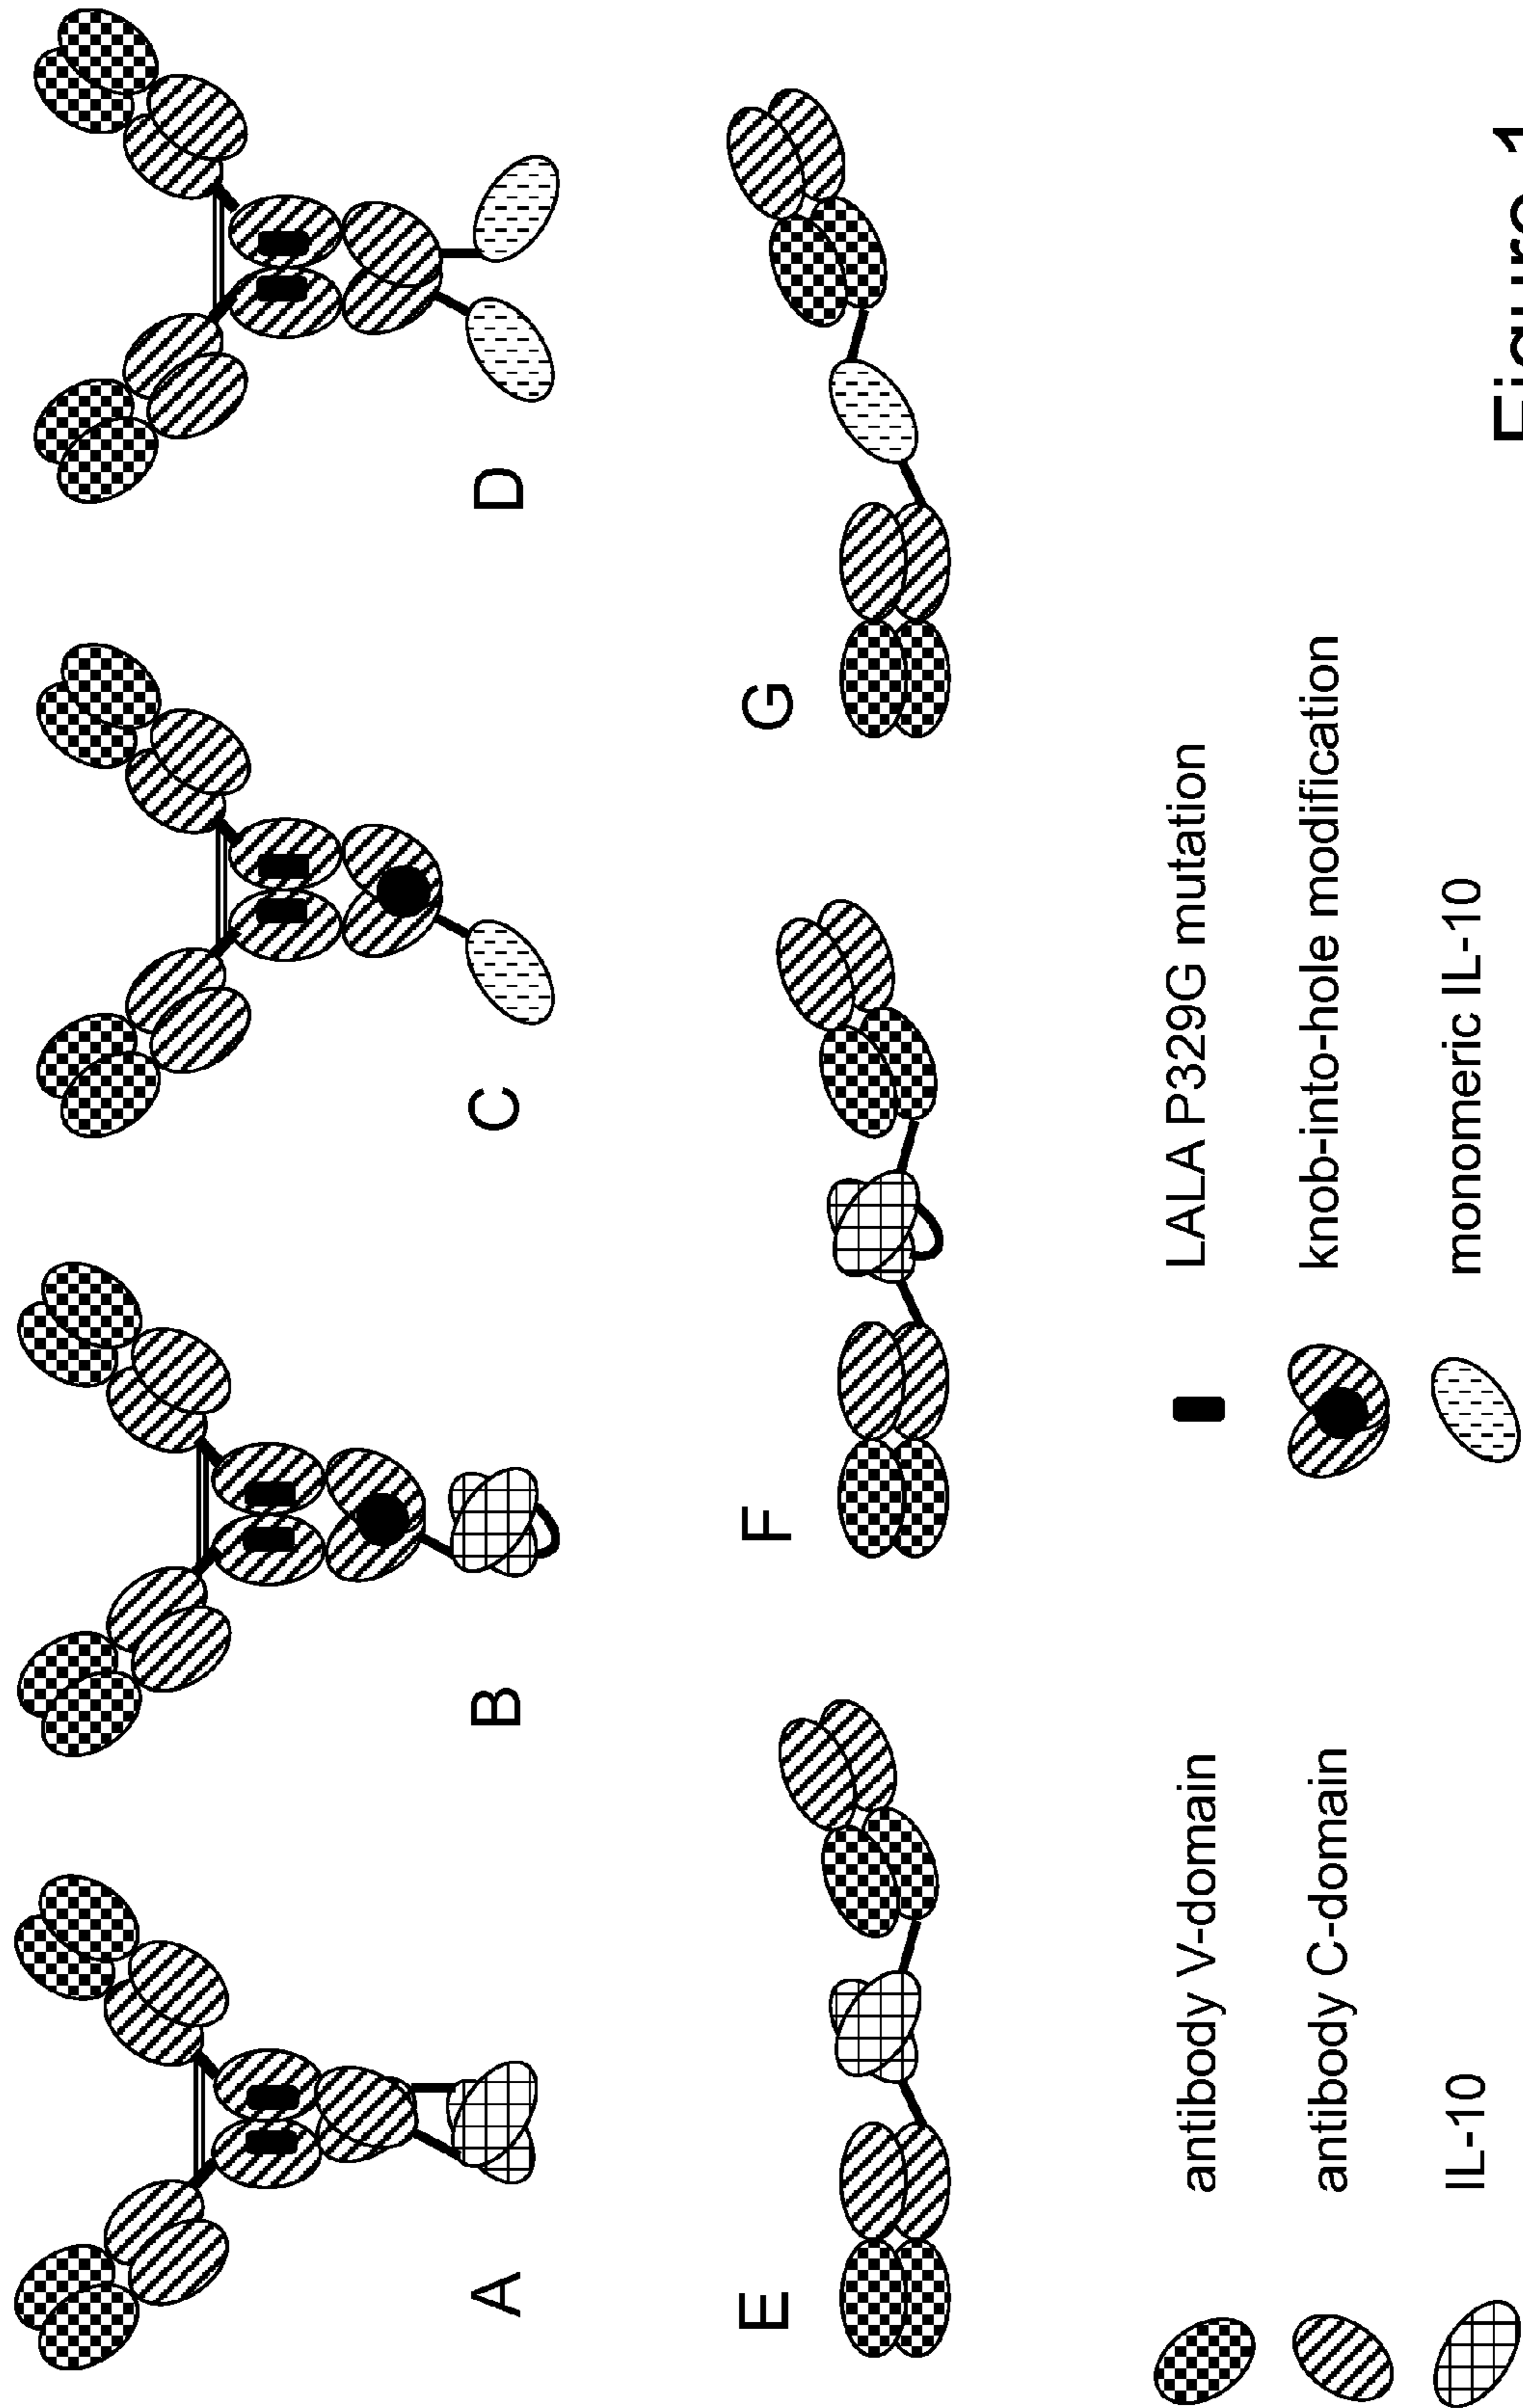 A
B
C
D
E
F
G
antibody V-domain
LALA P329G mutation
antibody C-domain
knob-into-hole modification
IL-10
monomeric IL-10
Figure 1